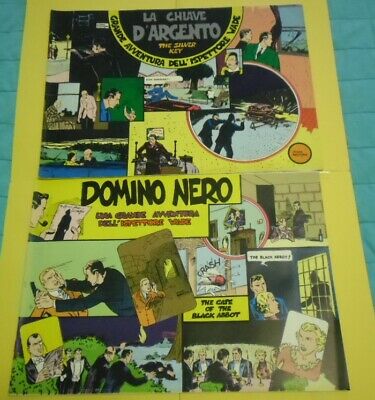 LA CHIAVE
D'ARGENTO
THE SILVER
KEY
GRANDE AVVENTURA DELL'ISPETTORE WADE
DOMINO NERO
UNA GRANDE AVVENTURA
DELL'ISPETTORE WADE
CRASH
THE BLACK ABBOT!
THE CASE OF THE
BLACK ABBOT